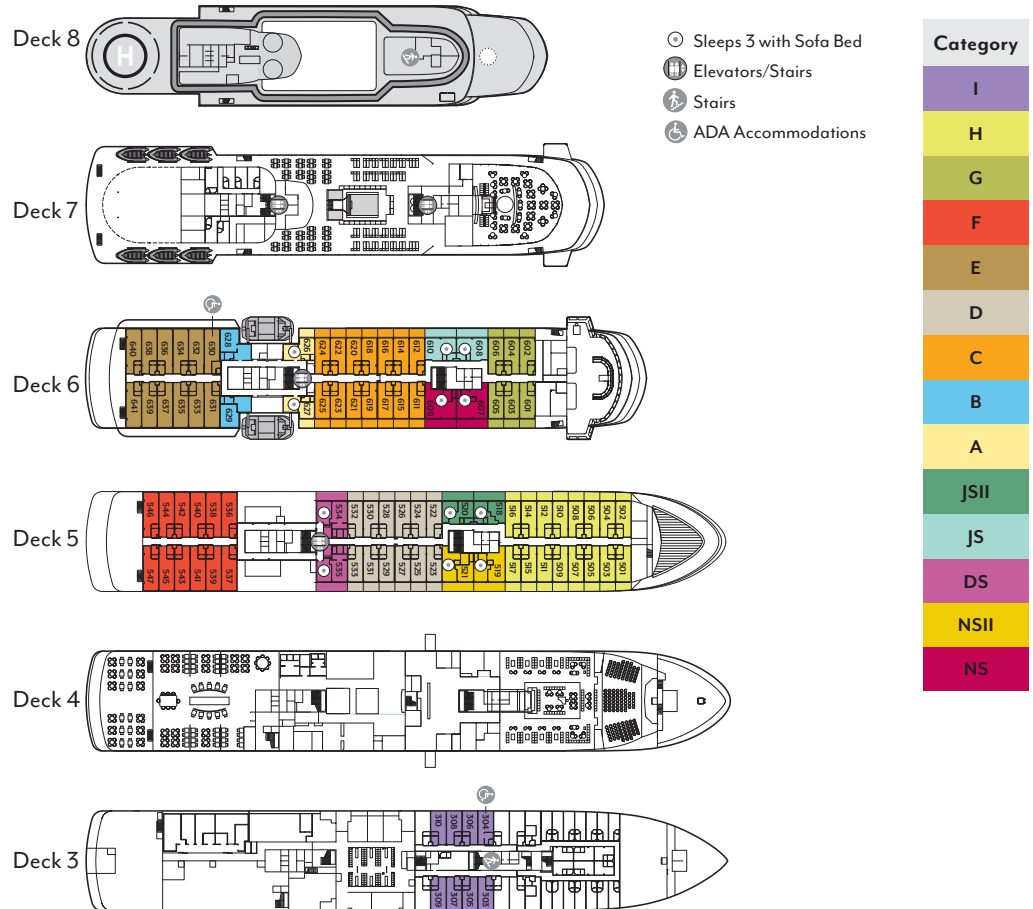 Deck 8
H
Sleeps 3 with Sofa Bed
Elevators/Stairs
Stairs
ADA Accommodations
Category
I
H
G
F
E
D
C
B
A
JSII
JS
DS
NSII
NS
Deck 7
Deck 6
640 638 636 634 632 630 628 626 624 622 620 618 616 614 612 610 608 606 604 602
641 639 637 635 633 631 629 627 625 623 621 619 617 615 611 609 607 605 603 601
Deck 5
546 544 542 540 538 536 534 532 530 528 526 524 522 520 518 516 514 512 510 508 506 504 502
547 545 543 541 539 537 535 533 531 529 527 525 523 521 519 517 515 511 509 507 505 503 501
Deck 4
Deck 3
310 308 306 304
309 307 305 303